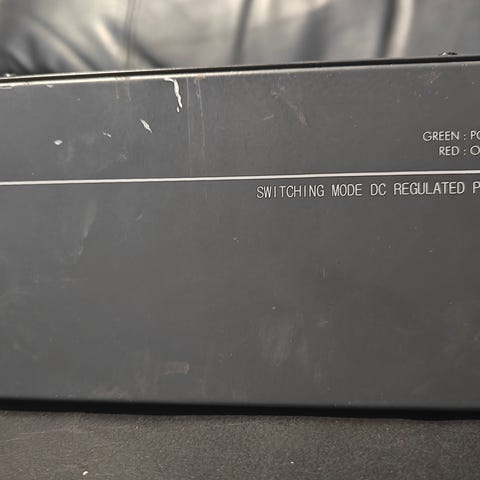 GREEN : PO
RED : O
SWITCHING MODE DC REGULATED P